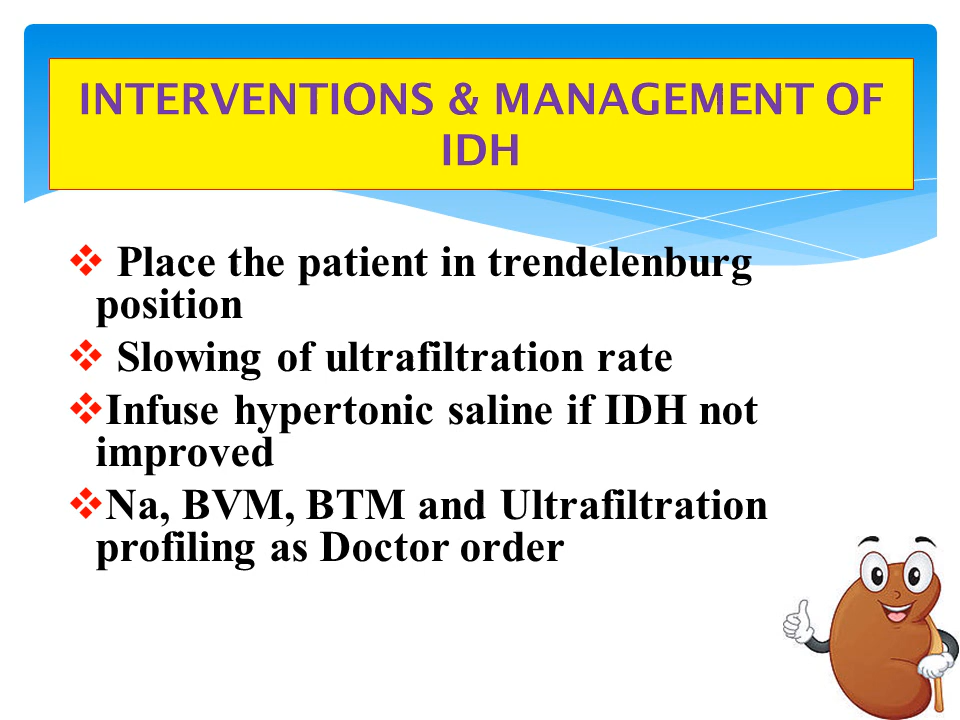 INTERVENTIONS & MANAGEMENT OF
IDH
❖ Place the patient in trendelenburg
position
❖ Slowing of ultrafiltration rate
❖Infuse hypertonic saline if IDH not
improved
❖Na, BVM, BTM and Ultrafiltration
profiling as Doctor order